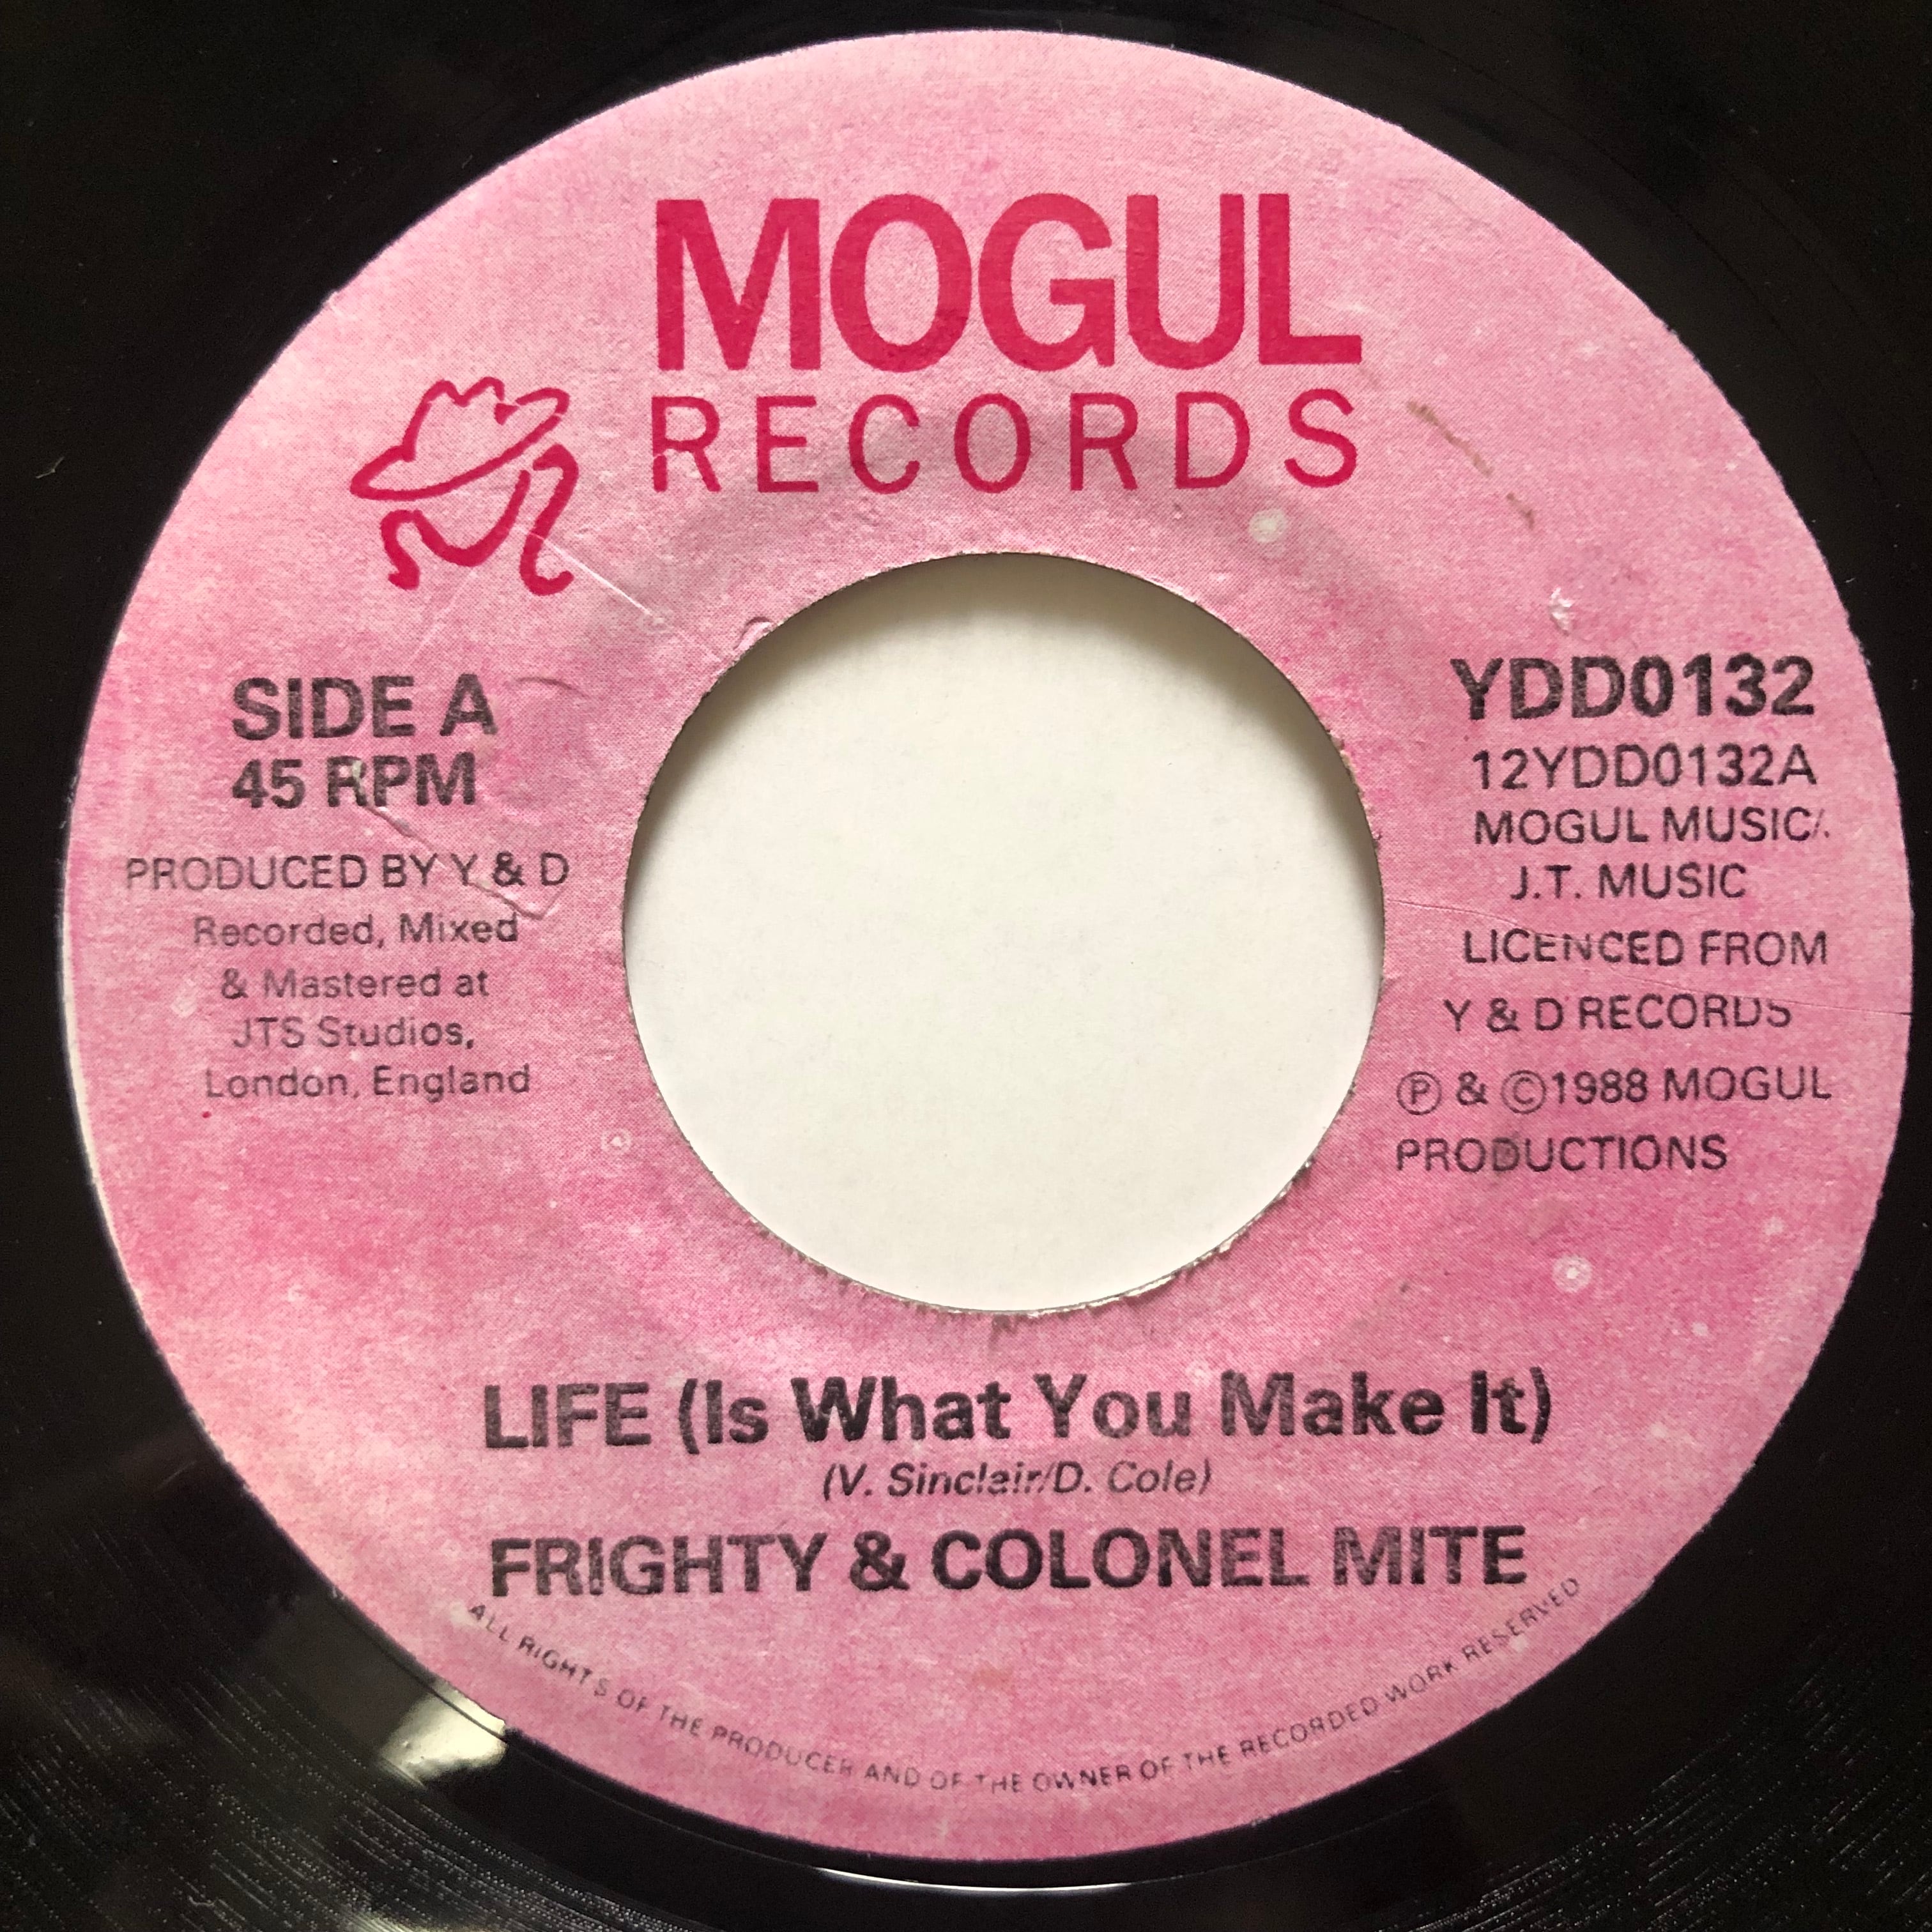 MOGUL
RECORDS
SIDE A
45 RPM
PRODUCED BY Y & D
Recorded, Mixed
& Mastered at
JTS Studios,
London, England
YDD0132
12YDD0132A
MOGUL MUSIC/
J.T. MUSIC
LICENCED FROM
Y & D RECORDS
Ⓟ & ©1988 MOGUL
PRODUCTIONS
LIFE (Is What You Make It)
(V. Sinclair/D. Cole)
FRIGHTY & COLONEL MITE
ALL RIGHTS OF THE PRODUCER AND OF THE OWNER OF THE RECORDED WORK RESERVED